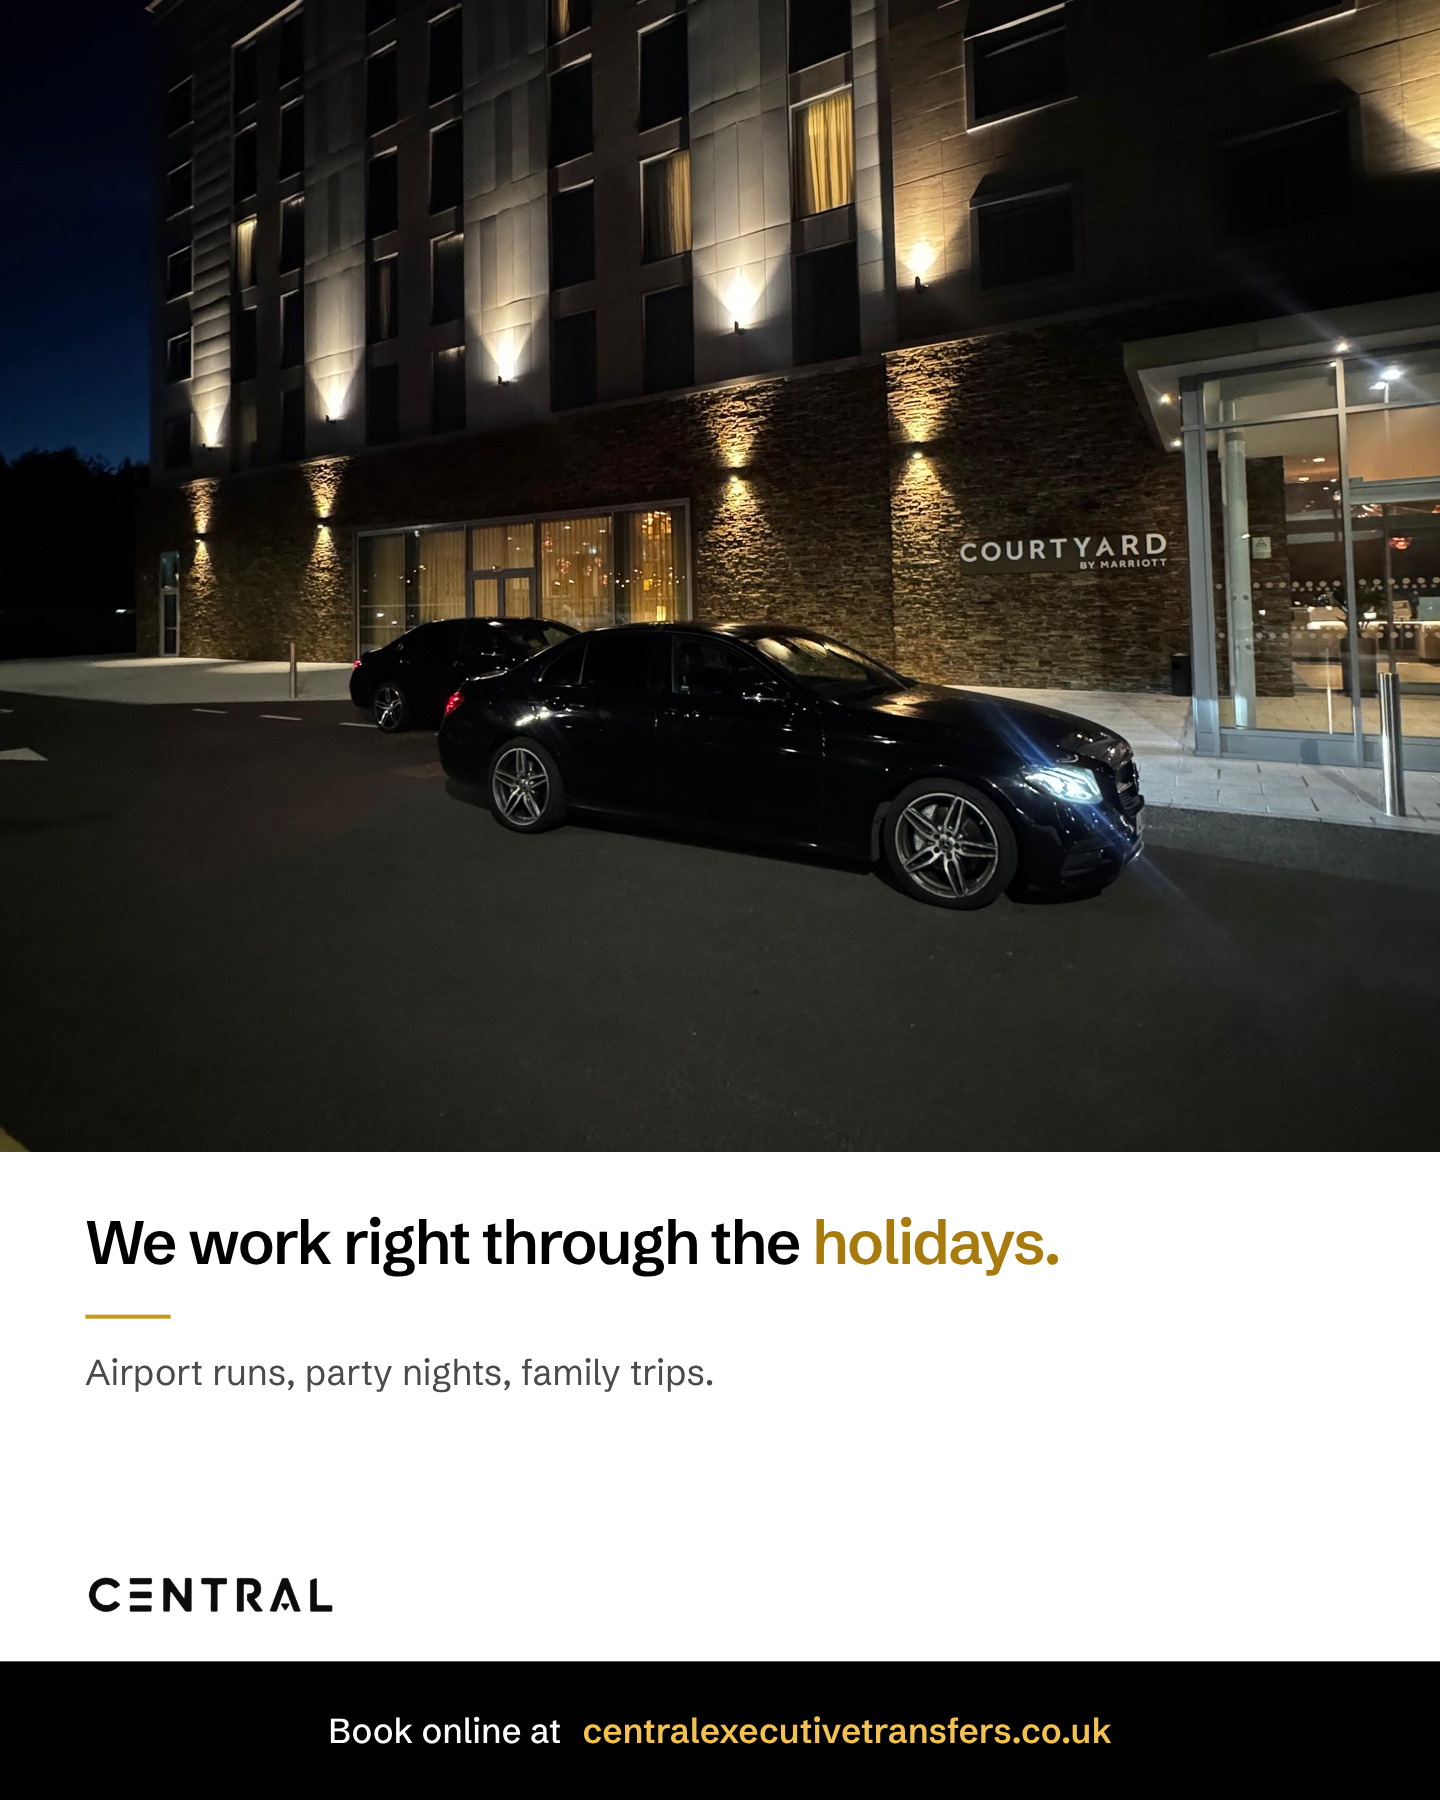 COURTYARD
BY MARRIOTT
We work right through the holidays.
Airport runs, party nights, family trips.
CENTRAL
Book online at centralexecutivetransfers.co.uk